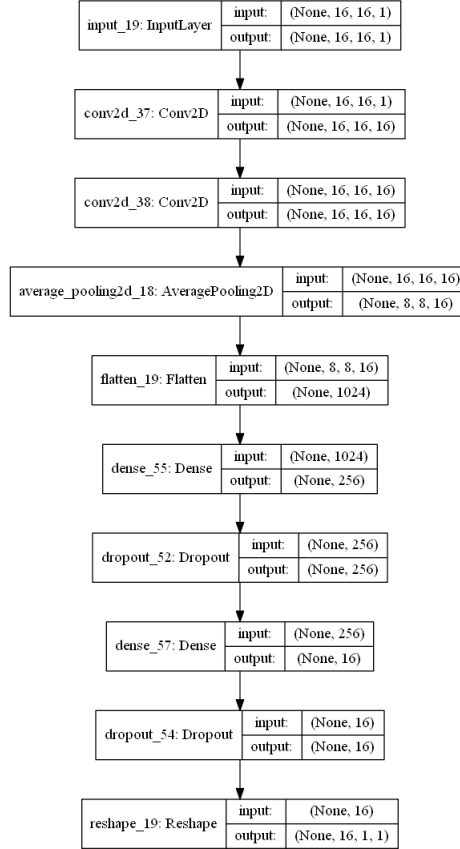 input_19: InputLayer
input: (None, 16, 16, 1)
output: (None, 16, 16, 1)
conv2d_37: Conv2D
input: (None, 16, 16, 1)
output: (None, 16, 16, 16)
conv2d_38: Conv2D
input: (None, 16, 16, 16)
output: (None, 16, 16, 16)
average_pooling2d_18: AveragePooling2D
input: (None, 16, 16, 16)
output: (None, 8, 8, 16)
flatten_19: Flatten
input: (None, 8, 8, 16)
output: (None, 1024)
dense_55: Dense
input: (None, 1024)
output: (None, 256)
dropout_52: Dropout
input: (None, 256)
output: (None, 256)
dense_57: Dense
input: (None, 256)
output: (None, 16)
dropout_54: Dropout
input: (None, 16)
output: (None, 16)
reshape_19: Reshape
input: (None, 16)
output: (None, 16, 1, 1)